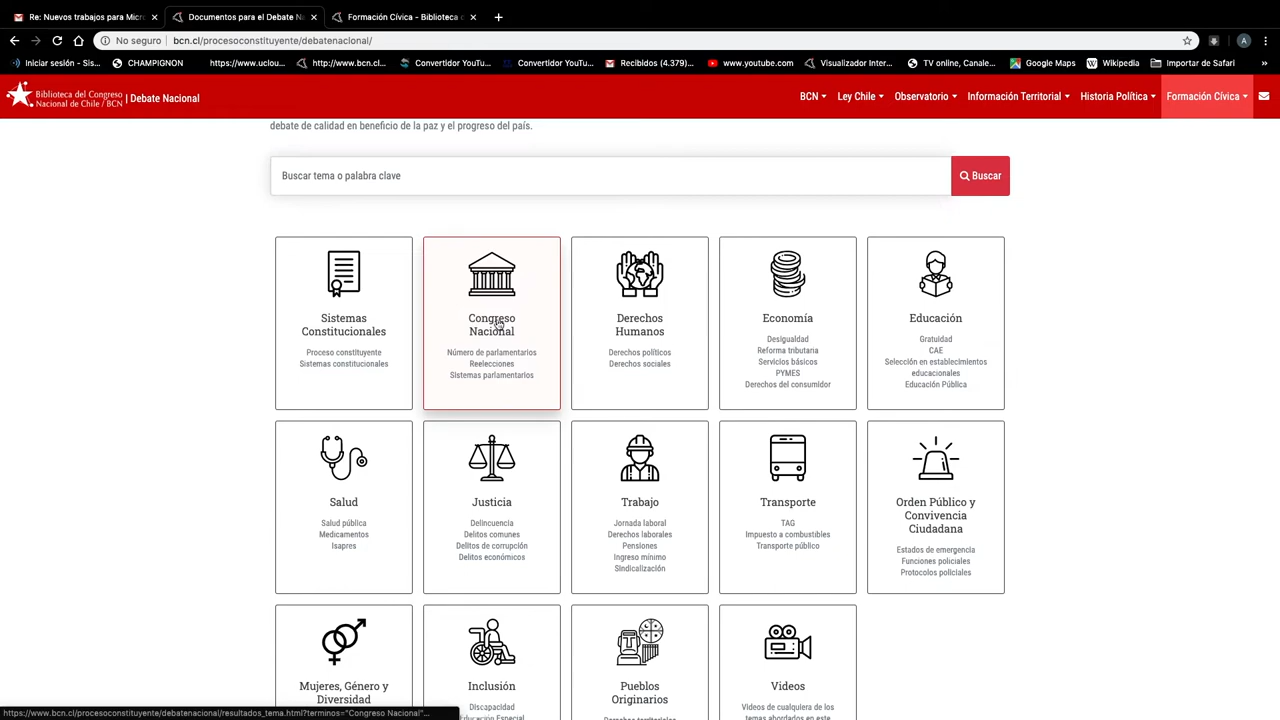 Re: Nuevos trabajos para Micr
Documentos para el Debate Na
Formación Cívica - Biblioteca
No seguro | bcn.cl/procesoconstituyente/debatenacional/
A
Iniciar sesión - Sis... CHAMPIGNON https://www.uclou... http://www.bcn.cl... Convertidor YouTu... Convertidor YouTu... Recibidos (4.379)... www.youtube.com Visualizador Inter... TV online, Canale... Google Maps Wikipedia Importar de Safari
Biblioteca del Congreso
Nacional de Chile / BCN | Debate Nacional
BCN Ley Chile Observatorio Información Territorial Historia Política Formación Cívica
debate de calidad en beneficio de la paz y el progreso del país.
Buscar tema o palabra clave
Buscar
Sistemas
Constitucionales
Proceso constituyente
Sistemas constitucionales
Congreso
Nacional
Número de parlamentarios
Reelecciones
Sistemas parlamentarios
Derechos
Humanos
Derechos políticos
Derechos sociales
Economía
Desigualdad
Reforma tributaria
Servicios básicos
PYMES
Derechos del consumidor
Educación
Gratuidad
CAE
Selección en establecimientos
educacionales
Educación Pública
Salud
Salud pública
Medicamentos
Isapres
Justicia
Delincuencia
Delitos comunes
Delitos de corrupción
Delitos económicos
Trabajo
Jornada laboral
Derechos laborales
Pensiones
Ingreso mínimo
Sindicalización
Transporte
TAG
Impuesto a combustibles
Transporte público
Orden Público y
Convivencia
Ciudadana
Estados de emergencia
Funciones policiales
Protocolos policiales
Mujeres, Género y
Diversidad
Inclusión
Discapacidad
Educación Especial
Pueblos
Originarios
Derechos territoriales
Videos
Videos de cualquiera de los
temas abordados en este
https://www.bcn.cl/procesoconstituyente/debatenacional/resultados_tema.html?terminos="Congreso Nacional"...